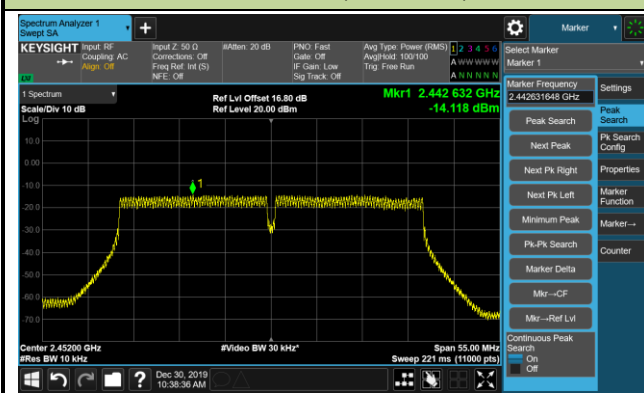 Spectrum Analyzer 1
Swept SA
Marker
KEYSIGHT
Input: RF
Coupling: AC
Align: Off
Input Z: 50 Ω
Corrections: Off
Freq Ref: Int (S)
NFE: Off
#Atten: 20 dB
PNO: Fast
Gate: Off
IF Gain: Low
Sig Track: Off
Avg Type: Power (RMS)
Avg|Hold: 100/100
Trig: Free Run
1 2 3 4 5 6
A WW WW W
A N N N N N
Select Marker
Marker 1
LXI
1 Spectrum
Scale/Div 10 dB
Log
Ref Lvl Offset 16.80 dB
Ref Level 20.00 dBm
Mkr1 2.442 632 GHz
-14.118 dBm
10.0
0.00
-10.0
-20.0
-30.0
-40.0
-50.0
-60.0
-70.0
1
Center 2.45200 GHz
#Res BW 10 kHz
#Video BW 30 kHz*
Span 55.00 MHz
Sweep 221 ms (11000 pts)
Marker Frequency
2.442631648 GHz
Peak Search
Next Peak
Next Pk Right
Next Pk Left
Minimum Peak
Pk-Pk Search
Marker Delta
Mkr→CF
Mkr→Ref Lvl
Continuous Peak
Search
On
Off
Settings
Peak
Search
Pk Search
Config
Properties
Marker
Function
Marker→
Counter
Dec 30, 2019
10:38:36 AM